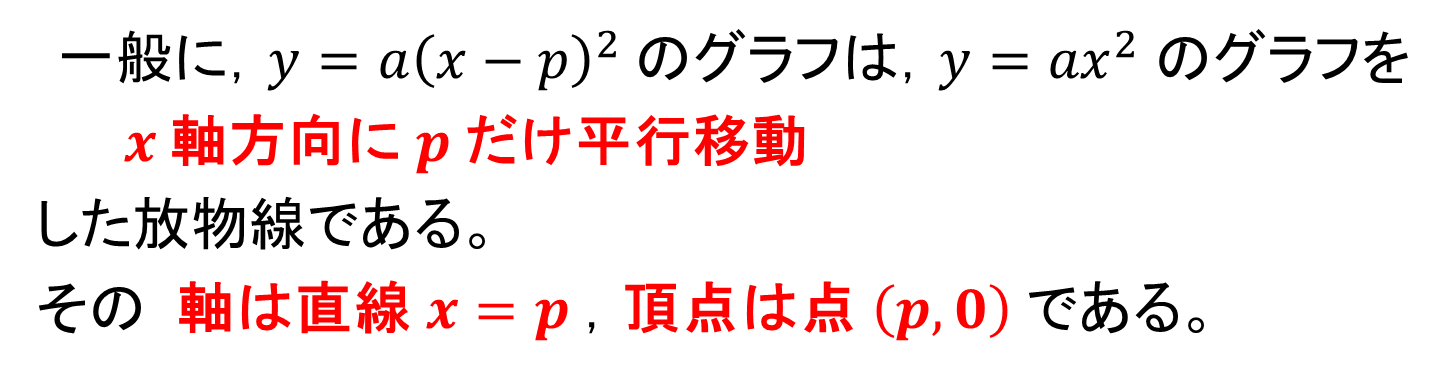 一般に, y = a(x − p)² のグラフは, y = ax² のグラフを
x 軸方向に p だけ平行移動
した放物線である。
その 軸は直線 x = p , 頂点は点 (p, 0) である。